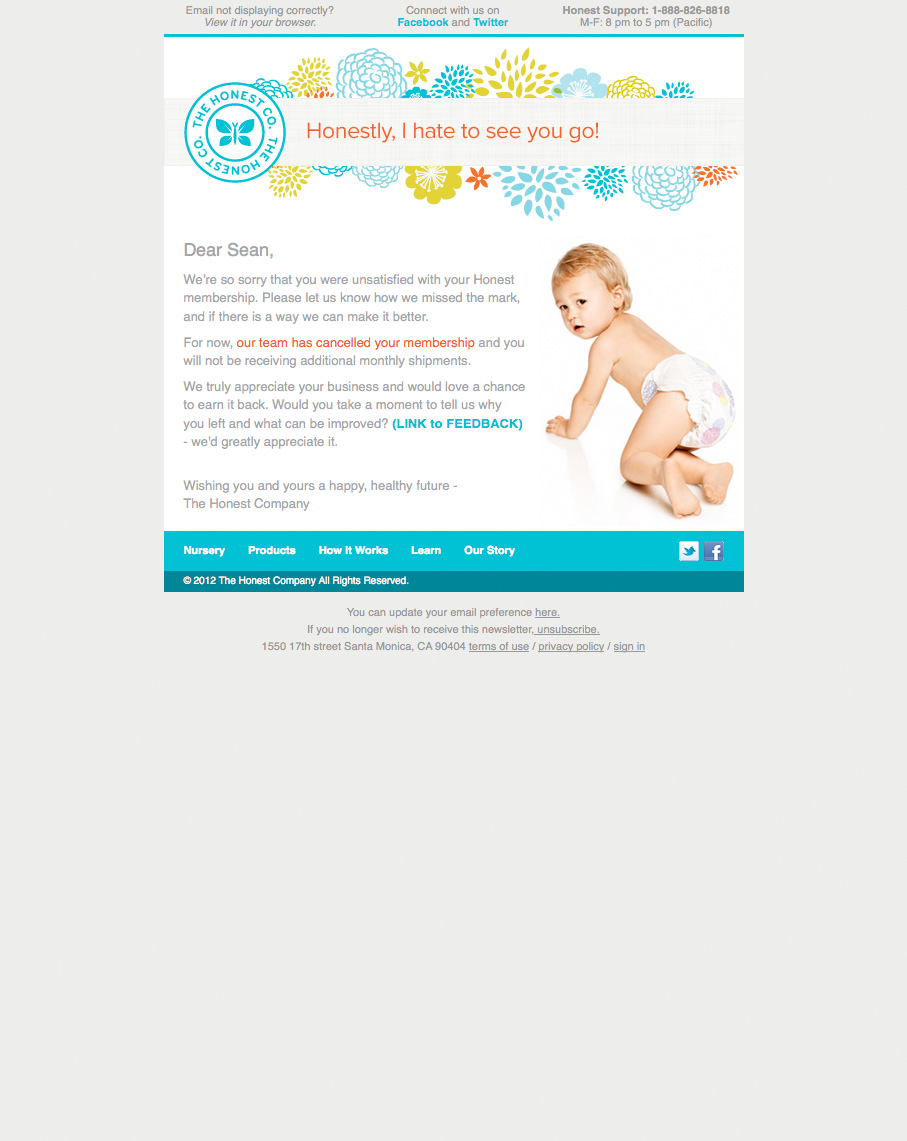 Email not displaying correctly?
View it in your browser.
Connect with us on
Facebook and Twitter
Honest Support: 1-888-826-8818
M-F: 8 pm to 5 pm (Pacific)
THE HONEST CO. THE HONEST CO.
Honestly, I hate to see you go!
Dear Sean,
We're so sorry that you were unsatisfied with your Honest
membership. Please let us know how we missed the mark,
and if there is a way we can make it better.
For now, our team has cancelled your membership and you
will not be receiving additional monthly shipments.
We truly appreciate your business and would love a chance
to earn it back. Would you take a moment to tell us why
you left and what can be improved? (LINK to FEEDBACK)
- we'd greatly appreciate it.
Wishing you and yours a happy, healthy future -
The Honest Company
Nursery Products How It Works Learn Our Story
© 2012 The Honest Company All Rights Reserved.
You can update your email preference here.
If you no longer wish to receive this newsletter, unsubscribe.
1550 17th street Santa Monica, CA 90404 terms of use / privacy policy / sign in